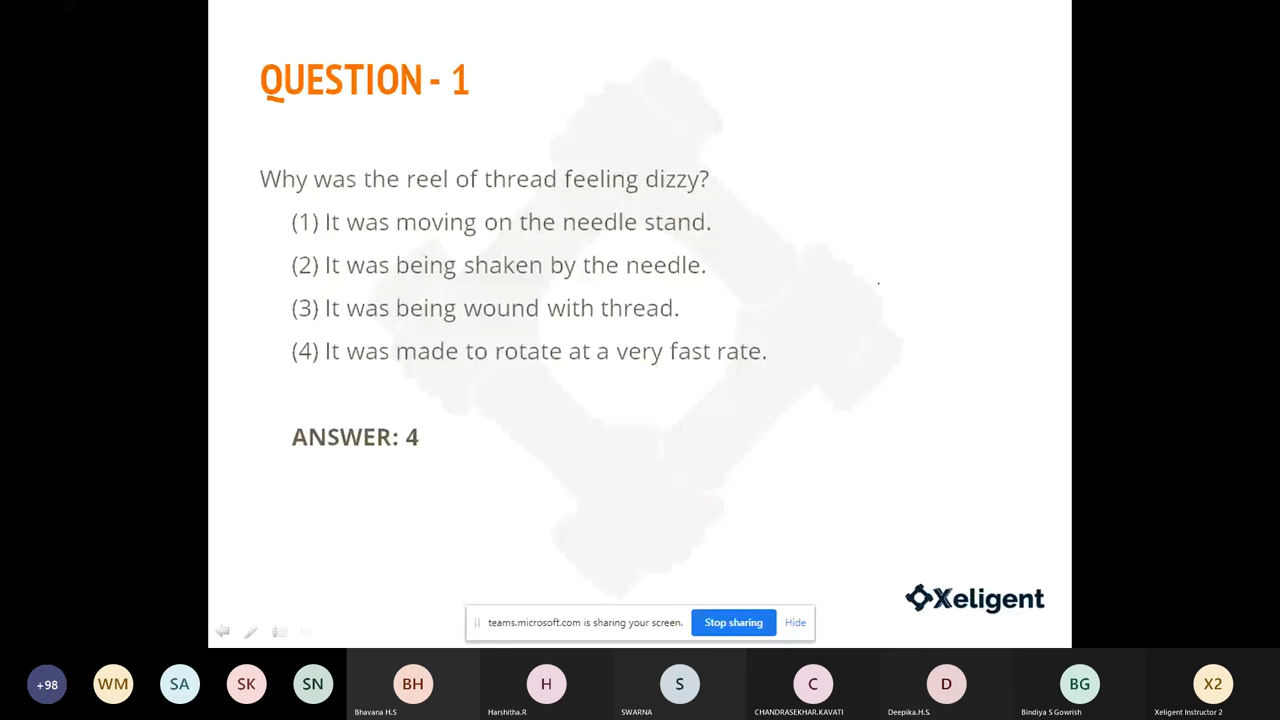 QUESTION - 1
Why was the reel of thread feeling dizzy?
(1) It was moving on the needle stand.
(2) It was being shaken by the needle.
(3) It was being wound with thread.
(4) It was made to rotate at a very fast rate.
ANSWER: 4
Xeligent
teams.microsoft.com is sharing your screen. Stop sharing Hide
+98 WM SA SK SN BH H S C D BG X2
Bhavana H.S Harshitha.R SWARNA CHANDRASEKHAR.KAVATI Deepika.H.S. Bindiya S Gowrish Xeligent Instructor 2